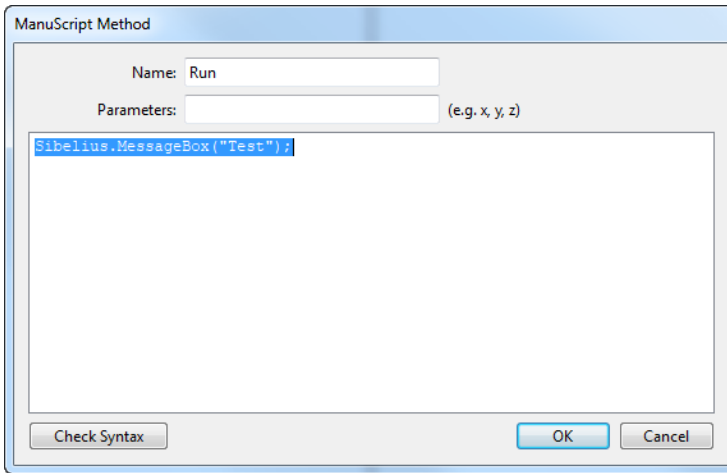 ManuScript Method
Name: Run
Parameters: (e.g. x, y, z)
Sibelius.MessageBox("Test");
Check Syntax OK Cancel